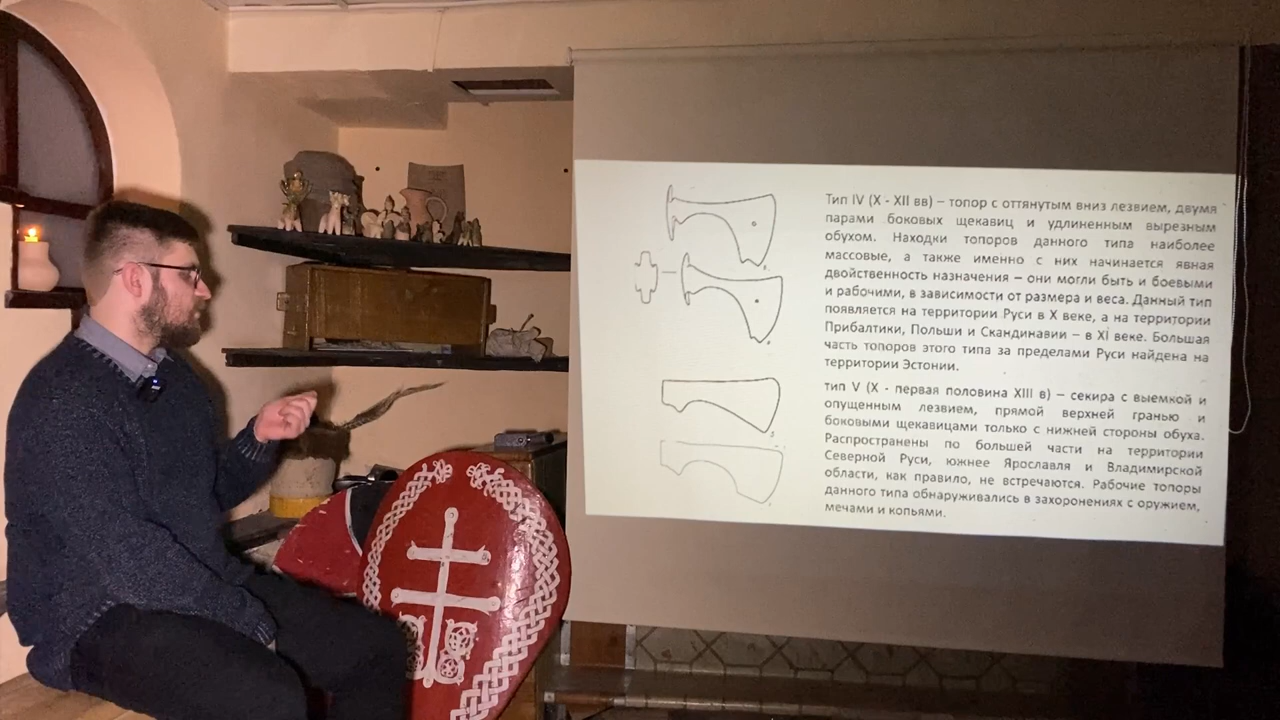 Тип IV (X - XII вв) – топор с оттянутым вниз лезвием, двумя
парами боковых щекавиц и удлиненным вырезным
обухом. Находки топоров данного типа наиболее
массовые, а также именно с них начинается явная
двойственность назначения – они могли быть и боевыми
и рабочими, в зависимости от размера и веса. Данный тип
появляется на территории Руси в X веке, а на территории
Прибалтики, Польши и Скандинавии – в XI веке. Большая
часть топоров этого типа за пределами Руси найдена на
территории Эстонии.
тип V (X - первая половина XIII в) – секира с выемкой и
опущенным лезвием, прямой верхней гранью и
боковыми щекавицами только с нижней стороны обуха.
Распространены по большей части на территории
Северной Руси, южнее Ярославля и Владимирской
области, как правило, не встречаются. Рабочие топоры
данного типа обнаруживались в захоронениях с оружием,
мечами и копьями.